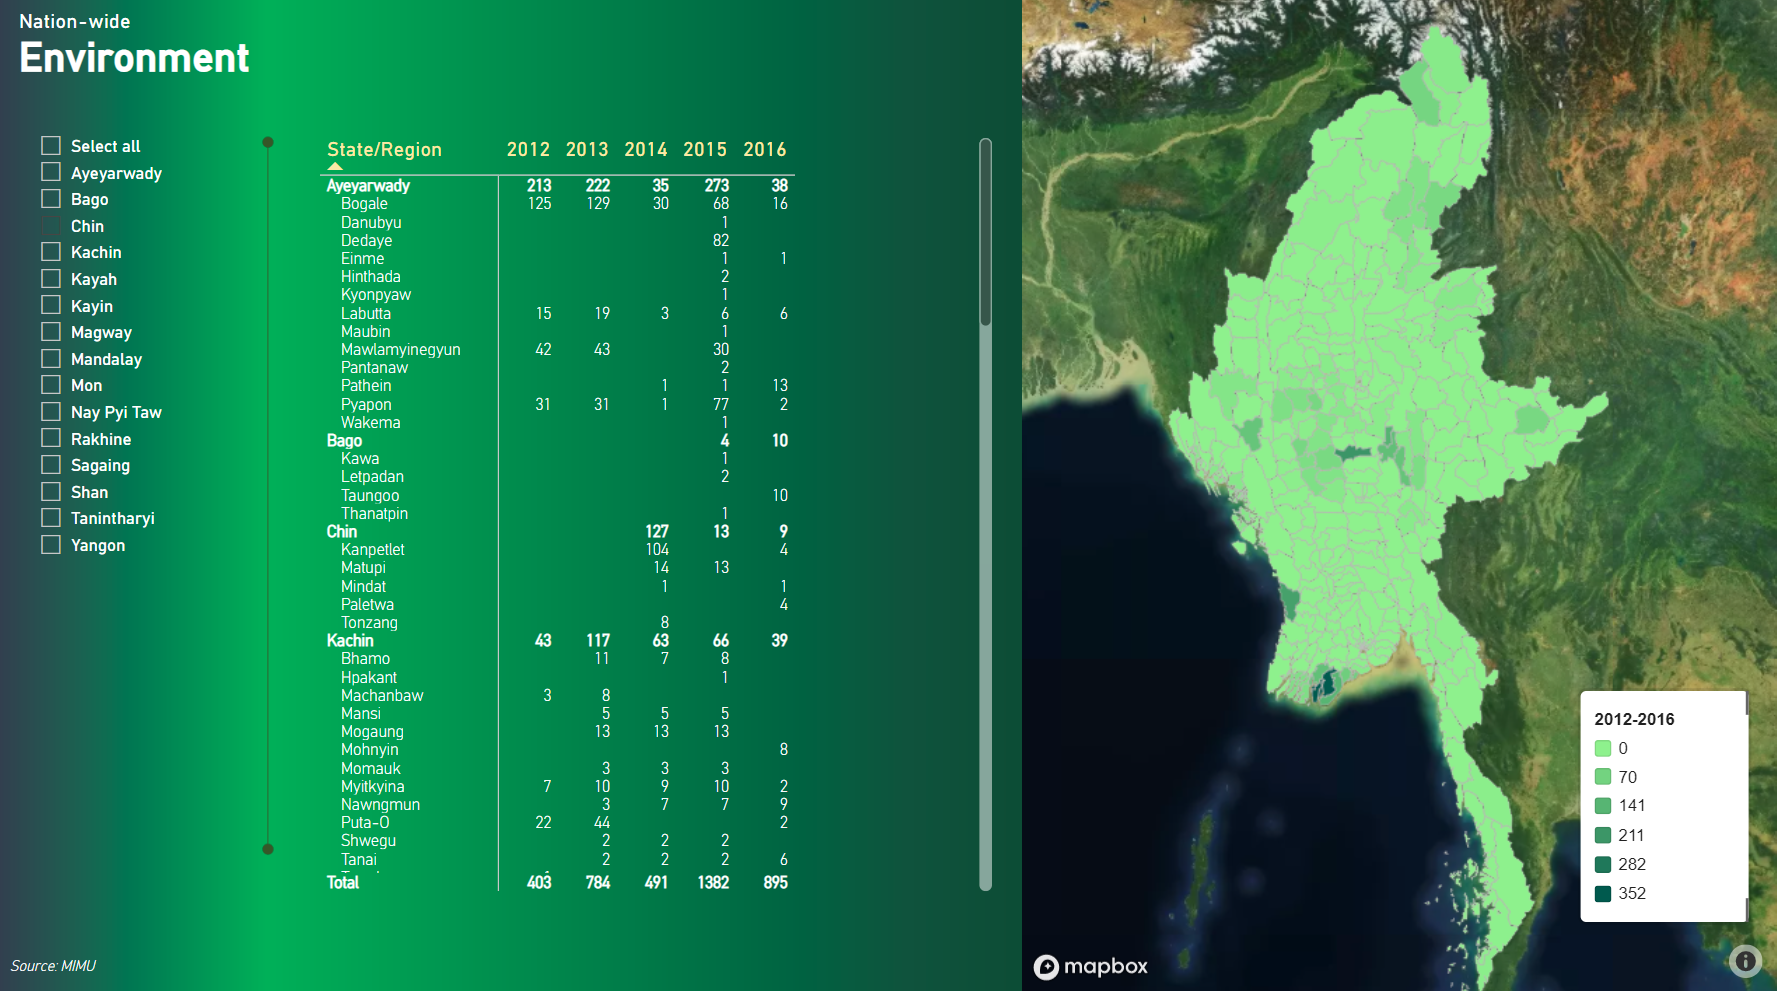 Nation-wide
Environment
Select all
Ayeyarwady
Bago
Chin
Kachin
Kayah
Kayin
Magway
Mandalay
Mon
Nay Pyi Taw
Rakhine
Sagaing
Shan
Tanintharyi
Yangon
State/Region 2012 2013 2014 2015 2016
Ayeyarwady 213 222 35 273 38
Bogale 125 129 30 68 16
Danubyu 1
Dedaye 82
Einme 1 1
Hinthada 2
Kyonpyaw 1
Labutta 15 19 3 6 6
Maubin 1
Mawlamyinegyun 42 43 30
Pantanaw 2
Pathein 1 1 13
Pyapon 31 31 1 77 2
Wakema 1
Bago 4 10
Kawa 1
Letpadan 2
Taungoo 10
Thanatpin 1
Chin 127 13 9
Kanpetlet 104 4
Matupi 14 13
Mindat 1 1
Paletwa 4
Tonzang 8
Kachin 43 117 63 66 39
Bhamo 11 7 8
Hpakant 1
Machanbaw 3 8
Mansi 5 5 5
Mogaung 13 13 13
Mohnyin 8
Momauk 3 3 3
Myitkyina 7 10 9 10 2
Nawngmun 3 7 7 9
Puta-O 22 44 2
Shwegu 2 2 2
Tanai 2 2 2 6
Total 403 784 491 1382 895
Source: MIMU
2012-2016
0
70
141
211
282
352
mapbox